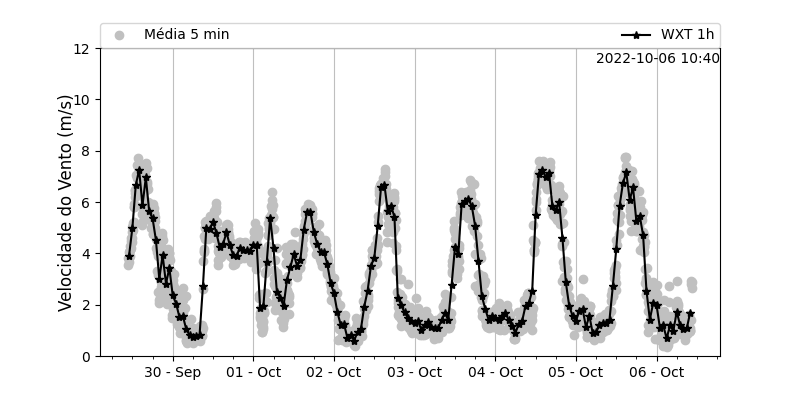 Média 5 min
WXT 1h
2022-10-06 10:40
Velocidade do Vento (m/s)
12
10
8
6
4
2
0
30 - Sep
01 - Oct
02 - Oct
03 - Oct
04 - Oct
05 - Oct
06 - Oct